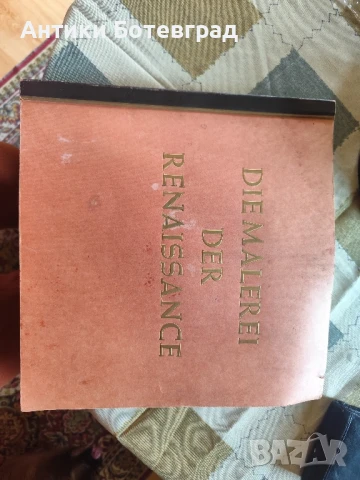 Антики Ботевград
DIE MALEREI
DER
RENAISSANCE
BAZAR